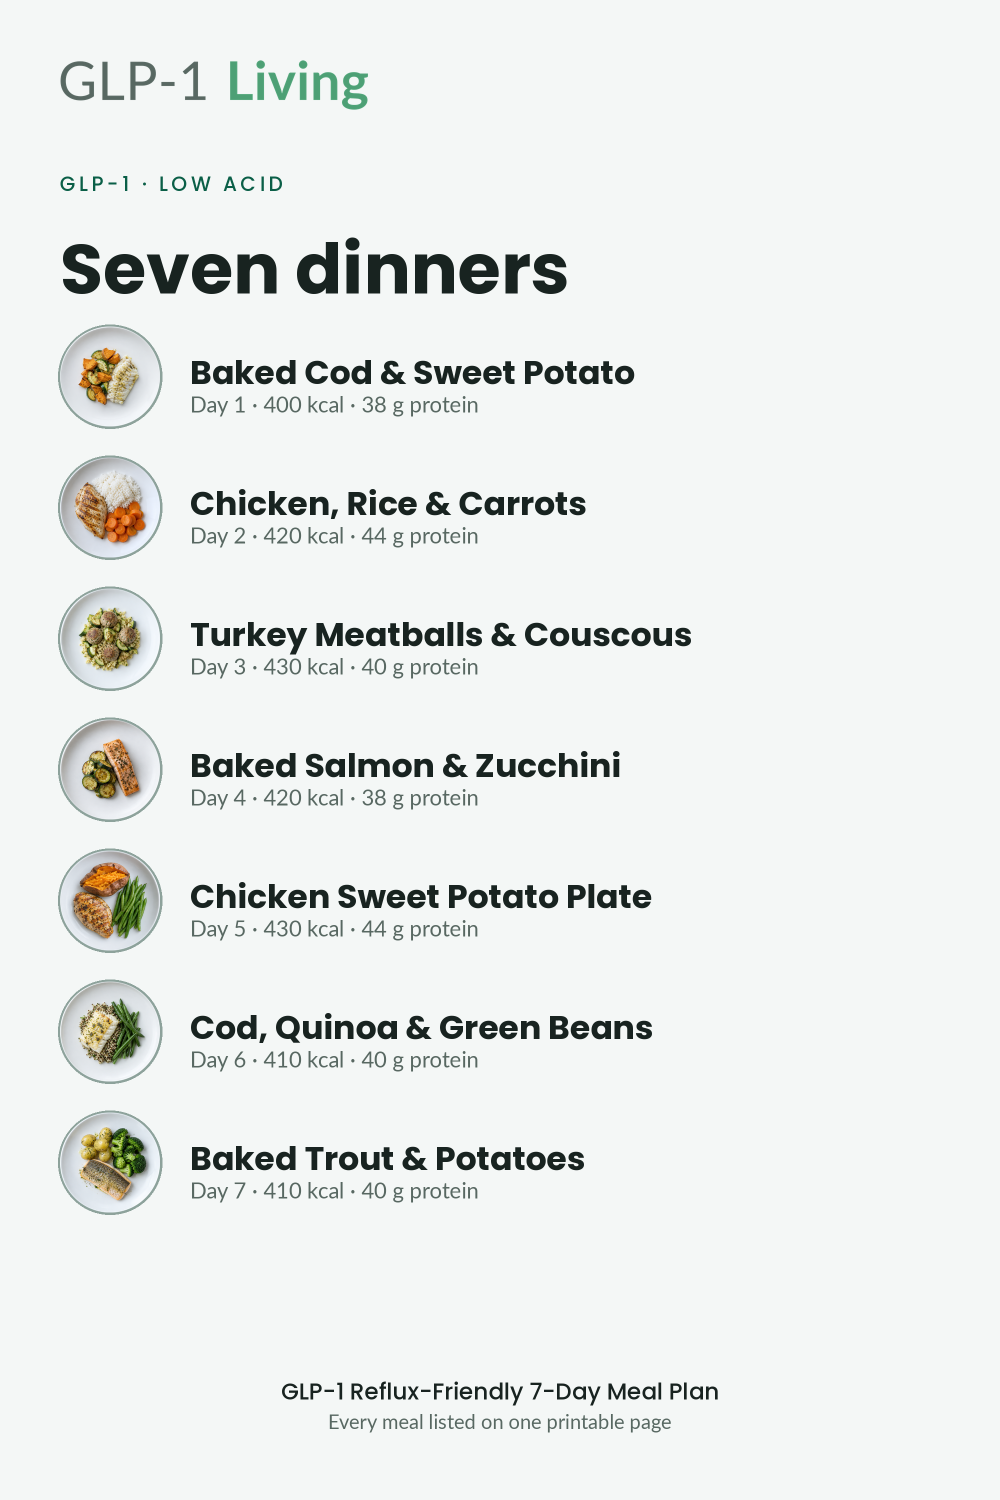 GLP-1 Living
GLP-1 · LOW ACID
Seven dinners
Baked Cod & Sweet Potato
Day 1 · 400 kcal · 38 g protein
Chicken, Rice & Carrots
Day 2 · 420 kcal · 44 g protein
Turkey Meatballs & Couscous
Day 3 · 430 kcal · 40 g protein
Baked Salmon & Zucchini
Day 4 · 420 kcal · 38 g protein
Chicken Sweet Potato Plate
Day 5 · 430 kcal · 44 g protein
Cod, Quinoa & Green Beans
Day 6 · 410 kcal · 40 g protein
Baked Trout & Potatoes
Day 7 · 410 kcal · 40 g protein
GLP-1 Reflux-Friendly 7-Day Meal Plan
Every meal listed on one printable page